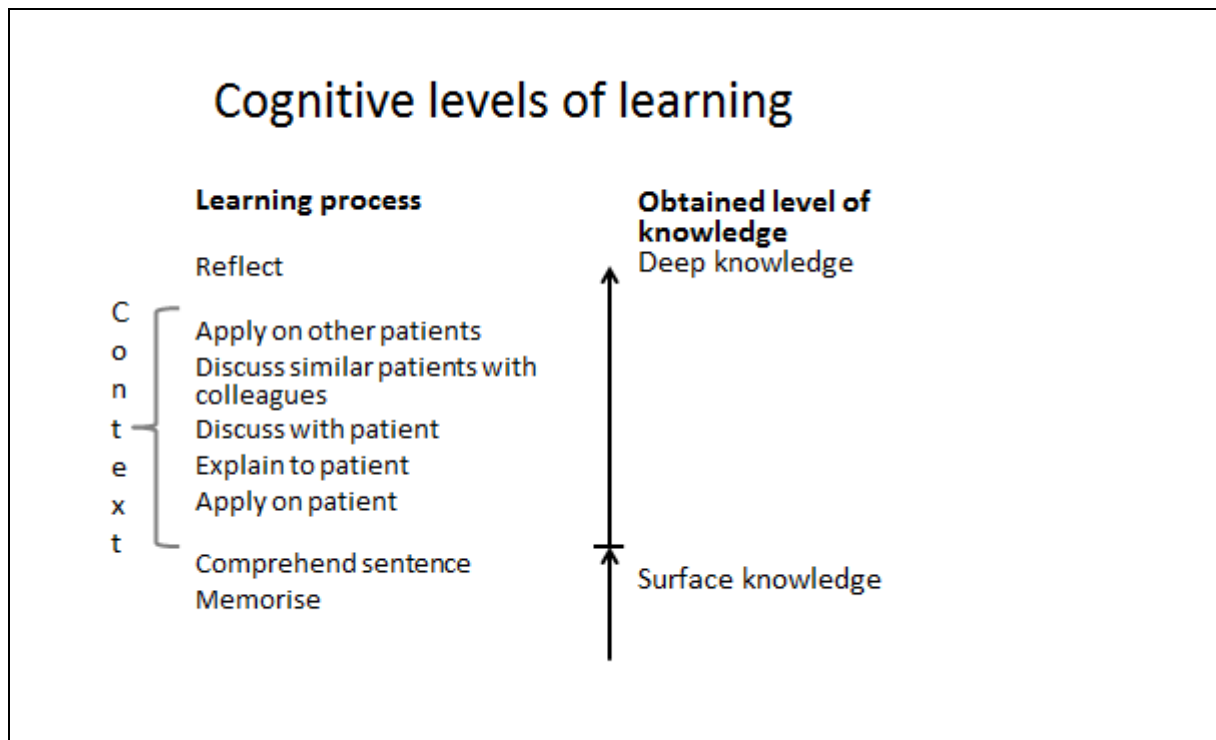 Cognitive levels of learning
Learning process
Reflect
Context
Apply on other patients
Discuss similar patients with
colleagues
Discuss with patient
Explain to patient
Apply on patient
Comprehend sentence
Memorise
Obtained level of
knowledge
Deep knowledge
Surface knowledge